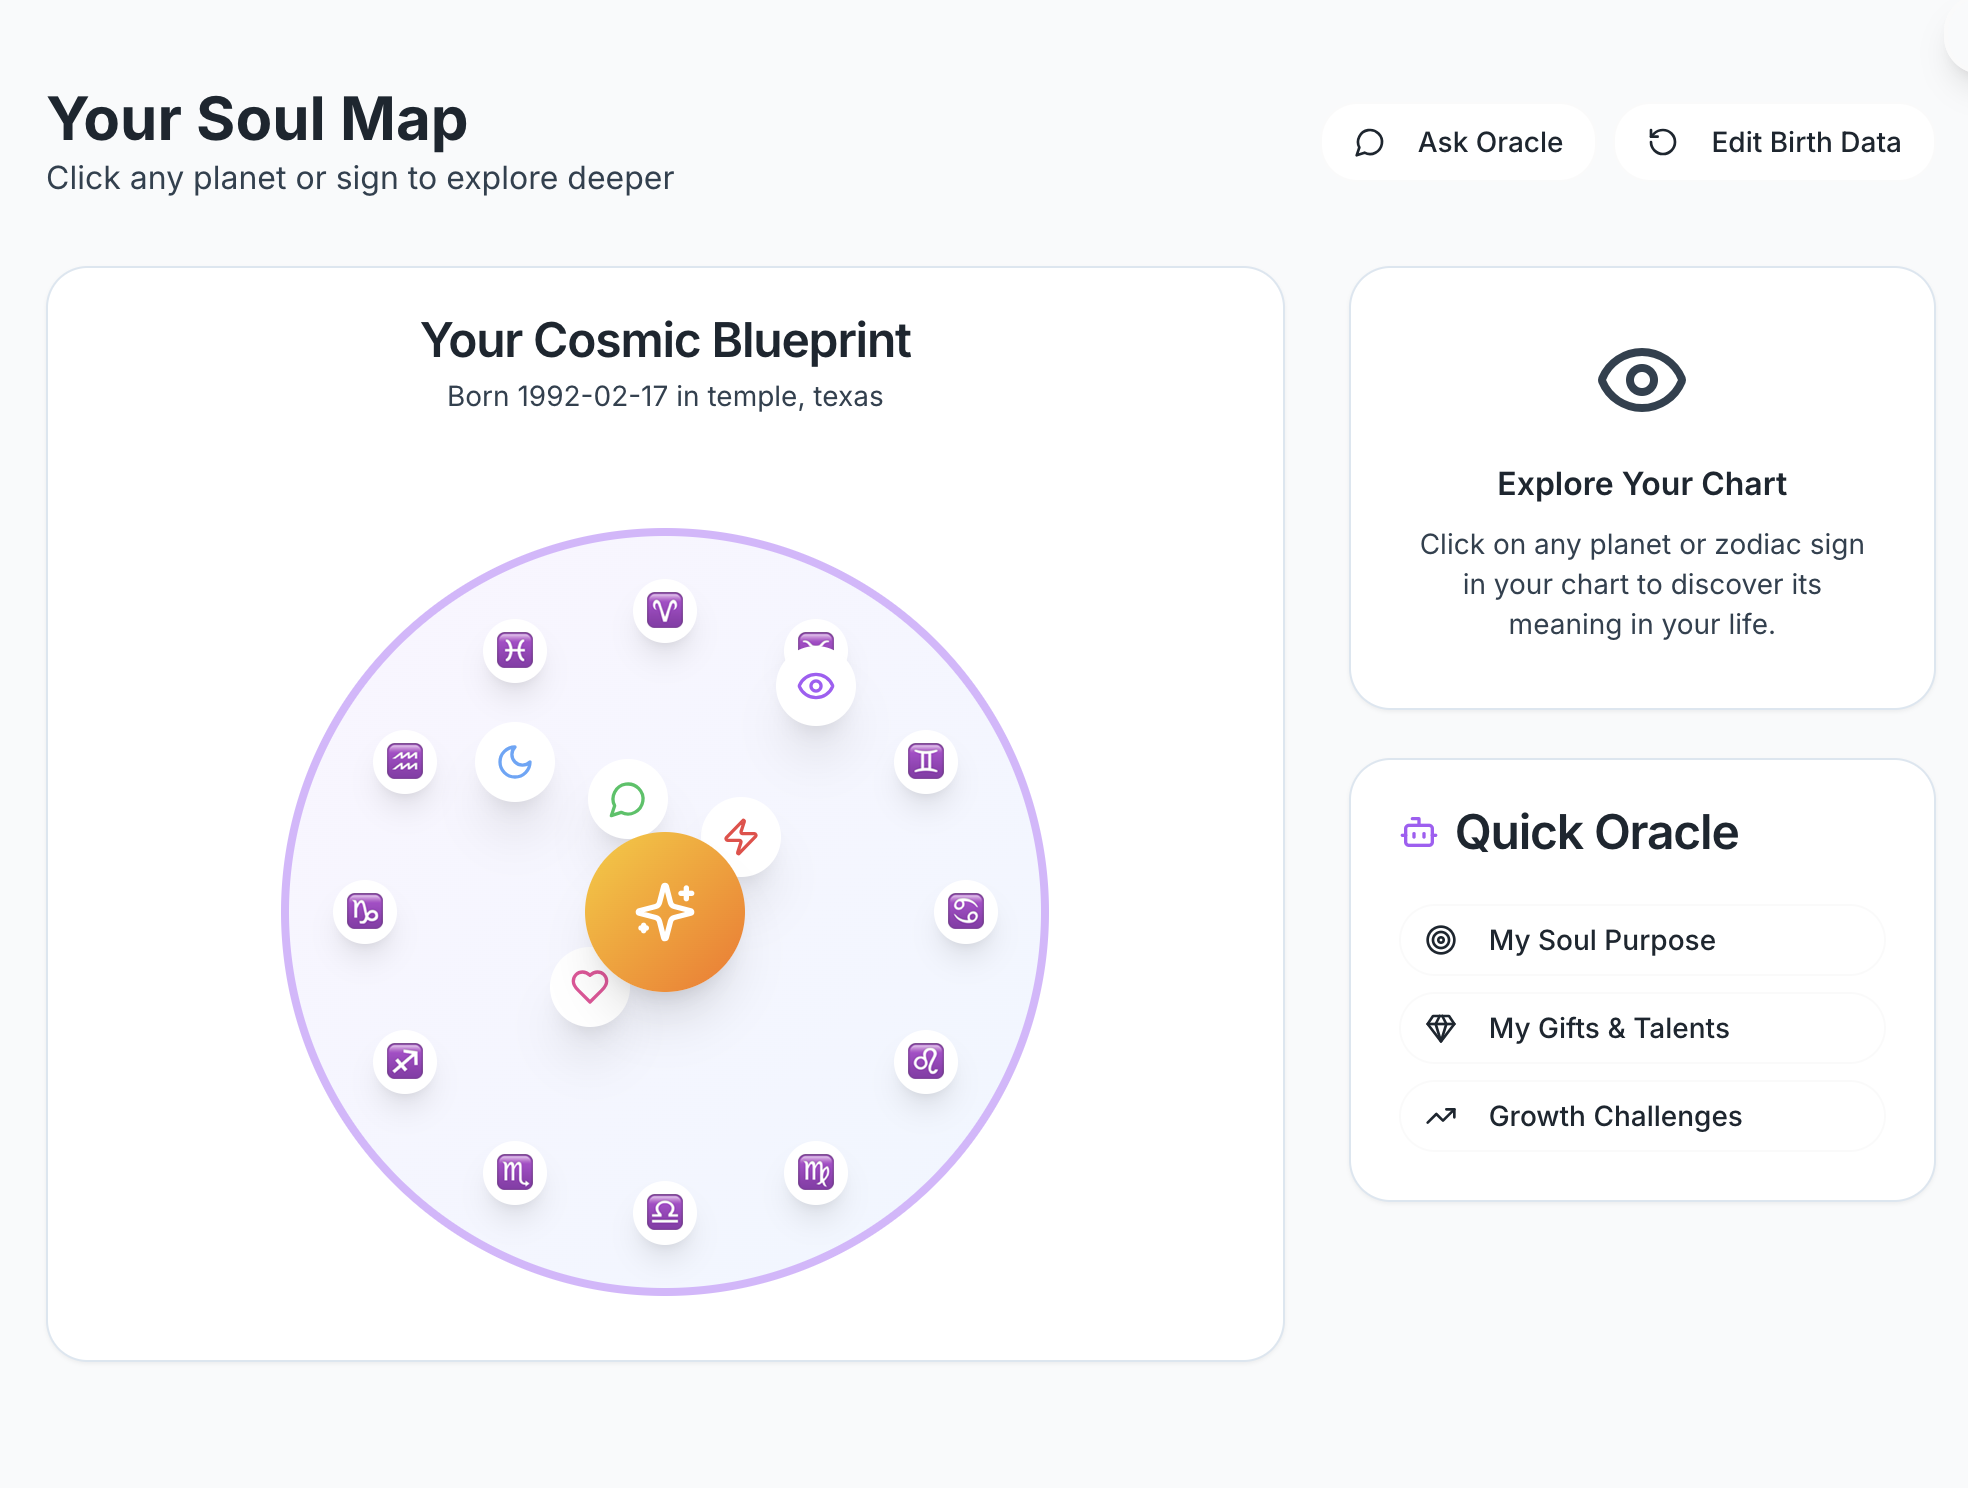 Your Soul Map
Click any planet or sign to explore deeper
Ask Oracle
Edit Birth Data
Your Cosmic Blueprint
Born 1992-02-17 in temple, texas
♈
♓
♒
♊
♑
♋
♐
♌
♏
♍
♎
Explore Your Chart
Click on any planet or zodiac sign
in your chart to discover its
meaning in your life.
Quick Oracle
My Soul Purpose
My Gifts & Talents
Growth Challenges